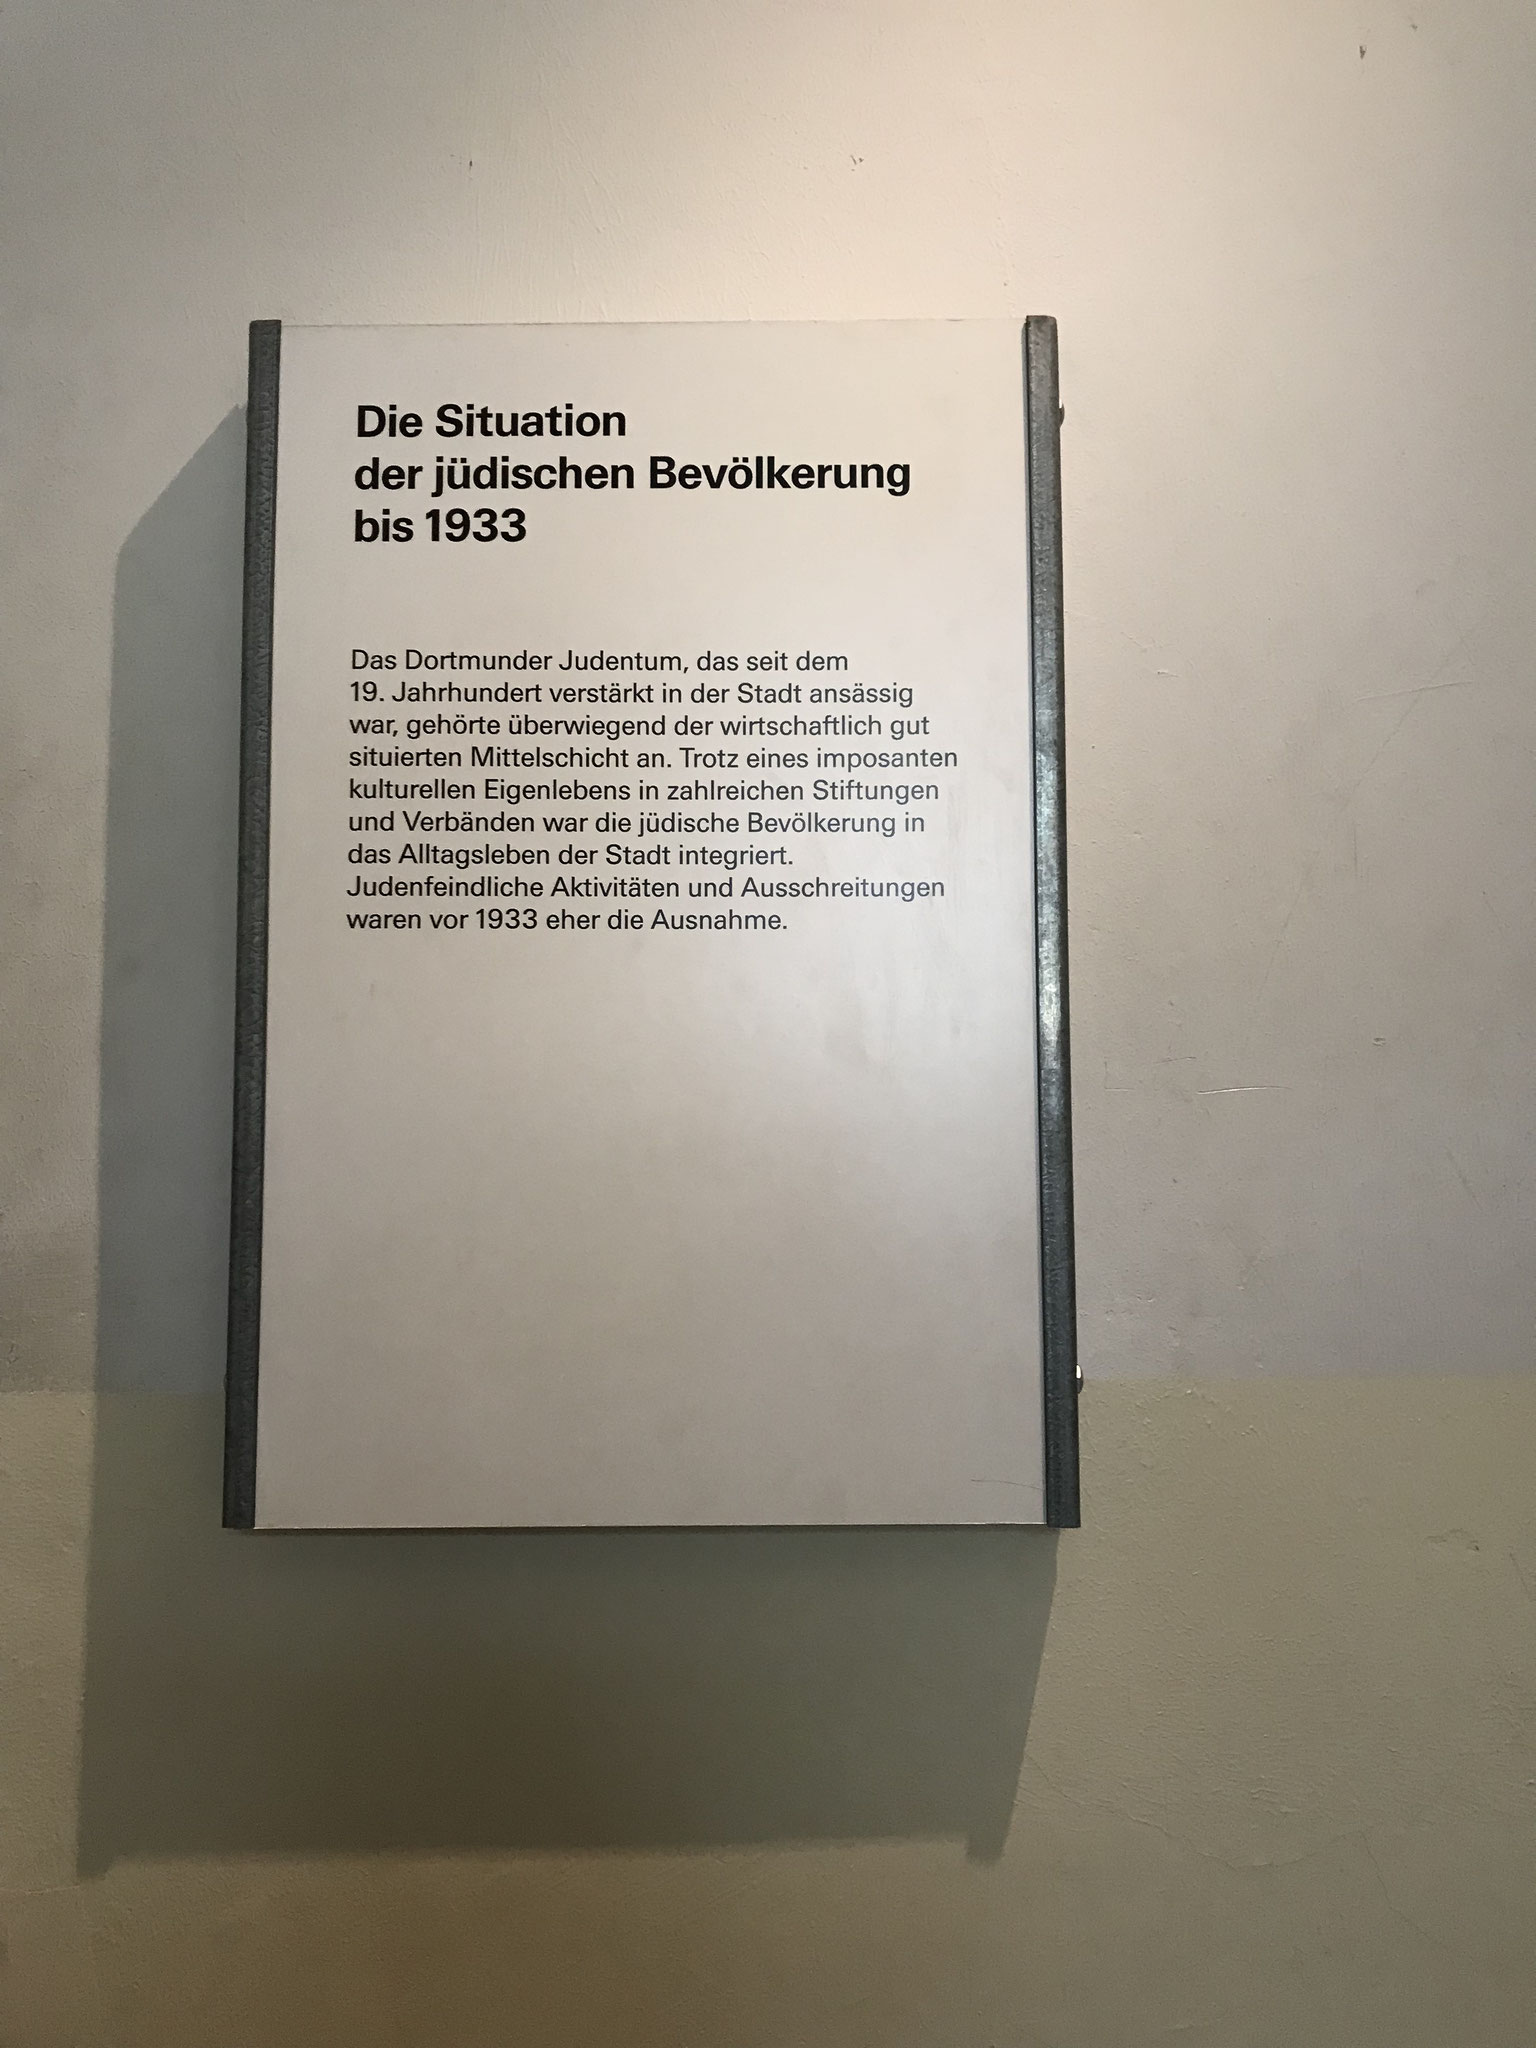 Die Situation
der jüdischen Bevölkerung
bis 1933
Das Dortmunder Judentum, das seit dem
19. Jahrhundert verstärkt in der Stadt ansässig
war, gehörte überwiegend der wirtschaftlich gut
situierten Mittelschicht an. Trotz eines imposanten
kulturellen Eigenlebens in zahlreichen Stiftungen
und Verbänden war die jüdische Bevölkerung in
das Alltagsleben der Stadt integriert.
Judenfeindliche Aktivitäten und Ausschreitungen
waren vor 1933 eher die Ausnahme.